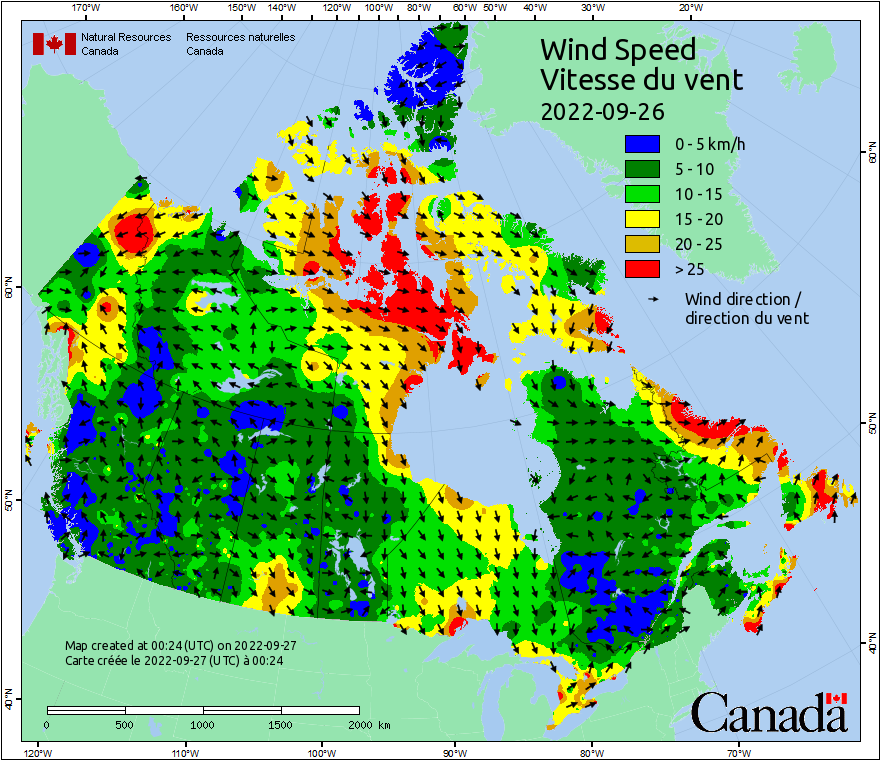 170°W 160°W 150°W 140°W 120°W 100°W 80°W 60°W 50°W 40°W 30°W 20°W
Natural Resources Canada
Ressources naturelles Canada
Wind Speed
Vitesse du vent
2022-09-26
0 - 5 km/h
5 - 10
10 - 15
15 - 20
20 - 25
> 25
Wind direction /
direction du vent
60°N
50°N
40°N
60°N
50°N
40°N
Map created at 00:24 (UTC) on 2022-09-27
Carte créée le 2022-09-27 (UTC) à 00:24
0 500 1000 1500 2000 km
Canada
120°W 110°W 100°W 90°W 80°W 70°W